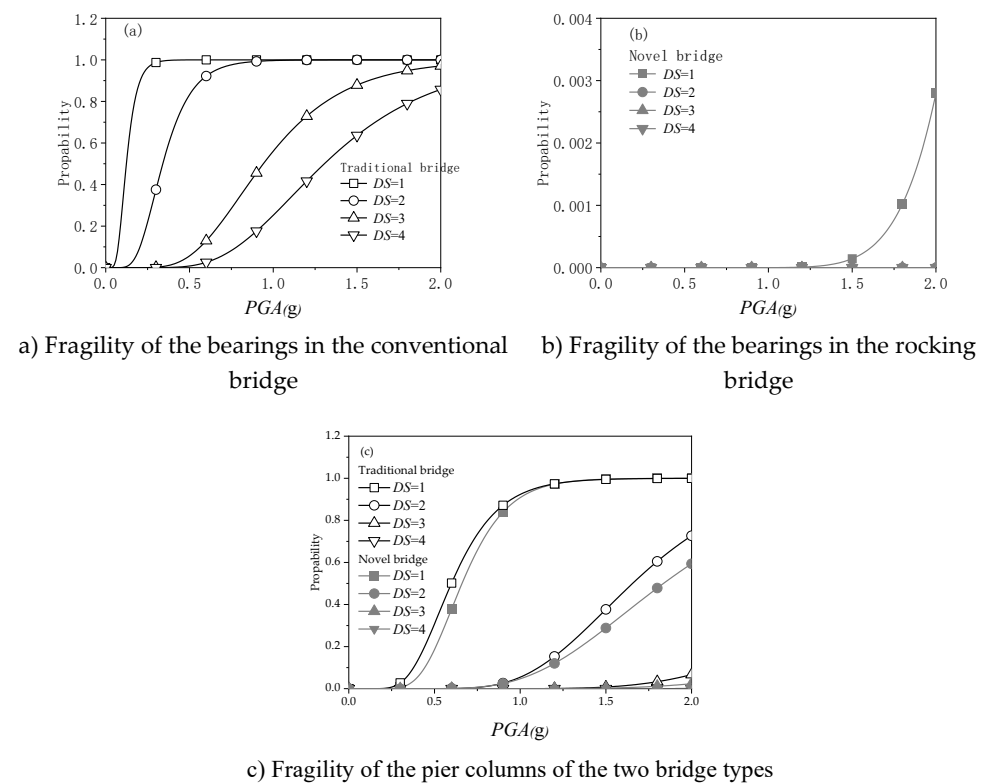 (a)
1.2
1.0
0.8
0.6
0.4
0.2
0.0
Propability
Traditional bridge
DS=1
DS=2
DS=3
DS=4
0.0 0.5 1.0 1.5 2.0
PGA(g)
(b)
0.004
0.003
0.002
0.001
0.000
Propability
Novel bridge
DS=1
DS=2
DS=3
DS=4
0.0 0.5 1.0 1.5 2.0
PGA(g)
a) Fragility of the bearings in the conventional
bridge
b) Fragility of the bearings in the rocking
bridge
(c)
1.2
1.0
0.8
0.6
0.4
0.2
0.0
Propability
Traditional bridge
DS=1
DS=2
DS=3
DS=4
Novel bridge
DS=1
DS=2
DS=3
DS=4
0.0 0.5 1.0 1.5 2.0
PGA(g)
c) Fragility of the pier columns of the two bridge types